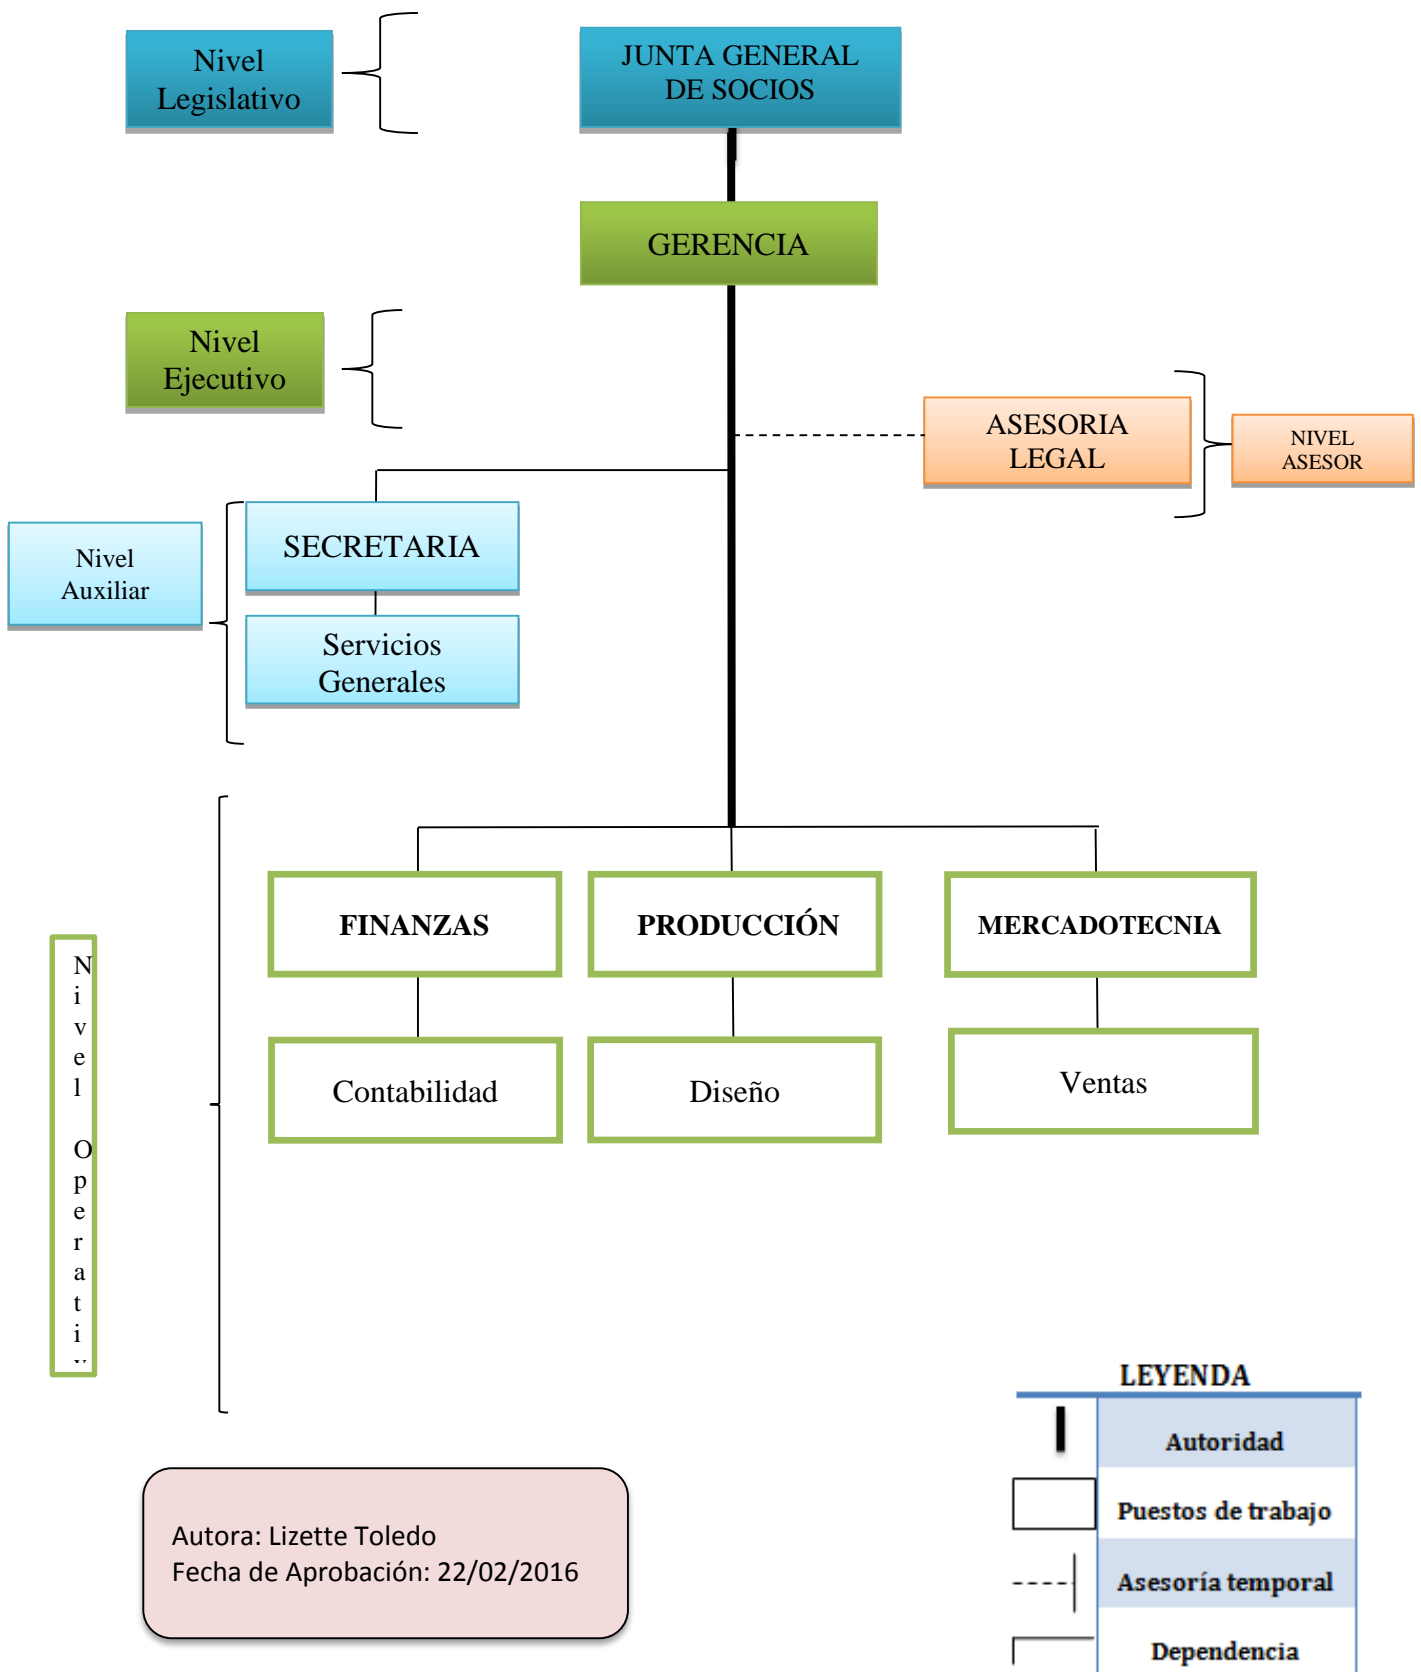 Nivel
Legislativo
JUNTA GENERAL
DE SOCIOS
GERENCIA
Nivel
Ejecutivo
ASESORIA
LEGAL
NIVEL
ASESOR
SECRETARIA
Nivel
Auxiliar
Servicios
Generales
FINANZAS
PRODUCCIÓN
MERCADOTECNIA
N
i
v
e
l
O
p
e
r
a
t
i
v
Contabilidad
Diseño
Ventas
LEYENDA
Autoridad
Puestos de trabajo
Asesoría temporal
Dependencia
Autora: Lizette Toledo
Fecha de Aprobación: 22/02/2016